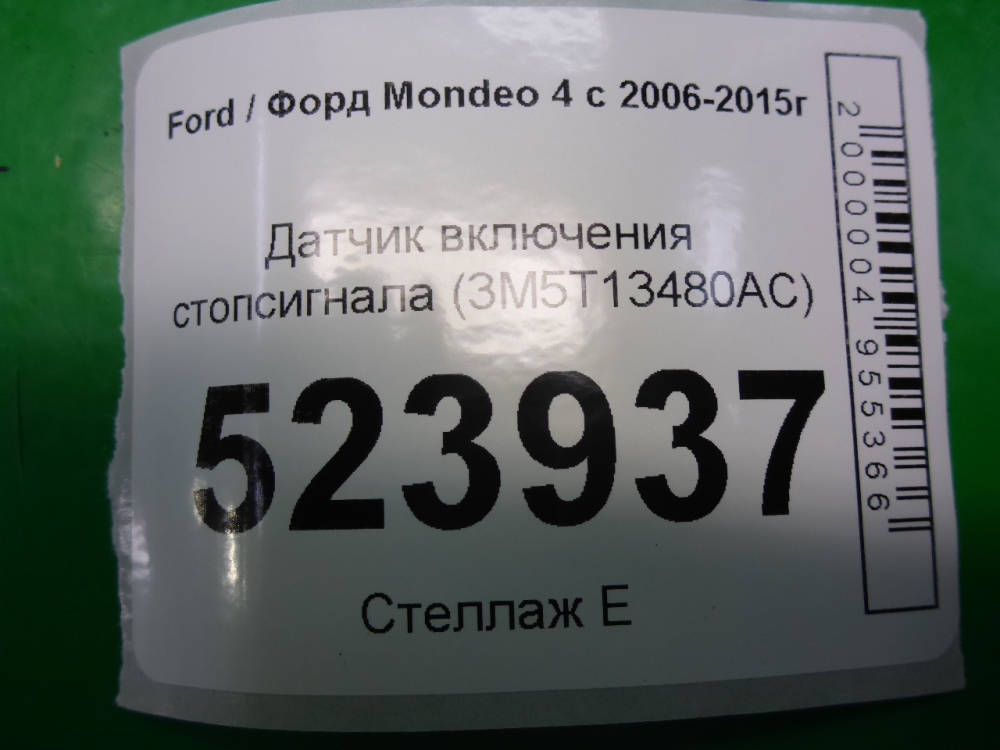 Ford / Форд Mondeo 4 с 2006-2015г
Датчик включения
стопсигнала (3M5T13480AC)
523937
Стеллаж Е
2000004955366